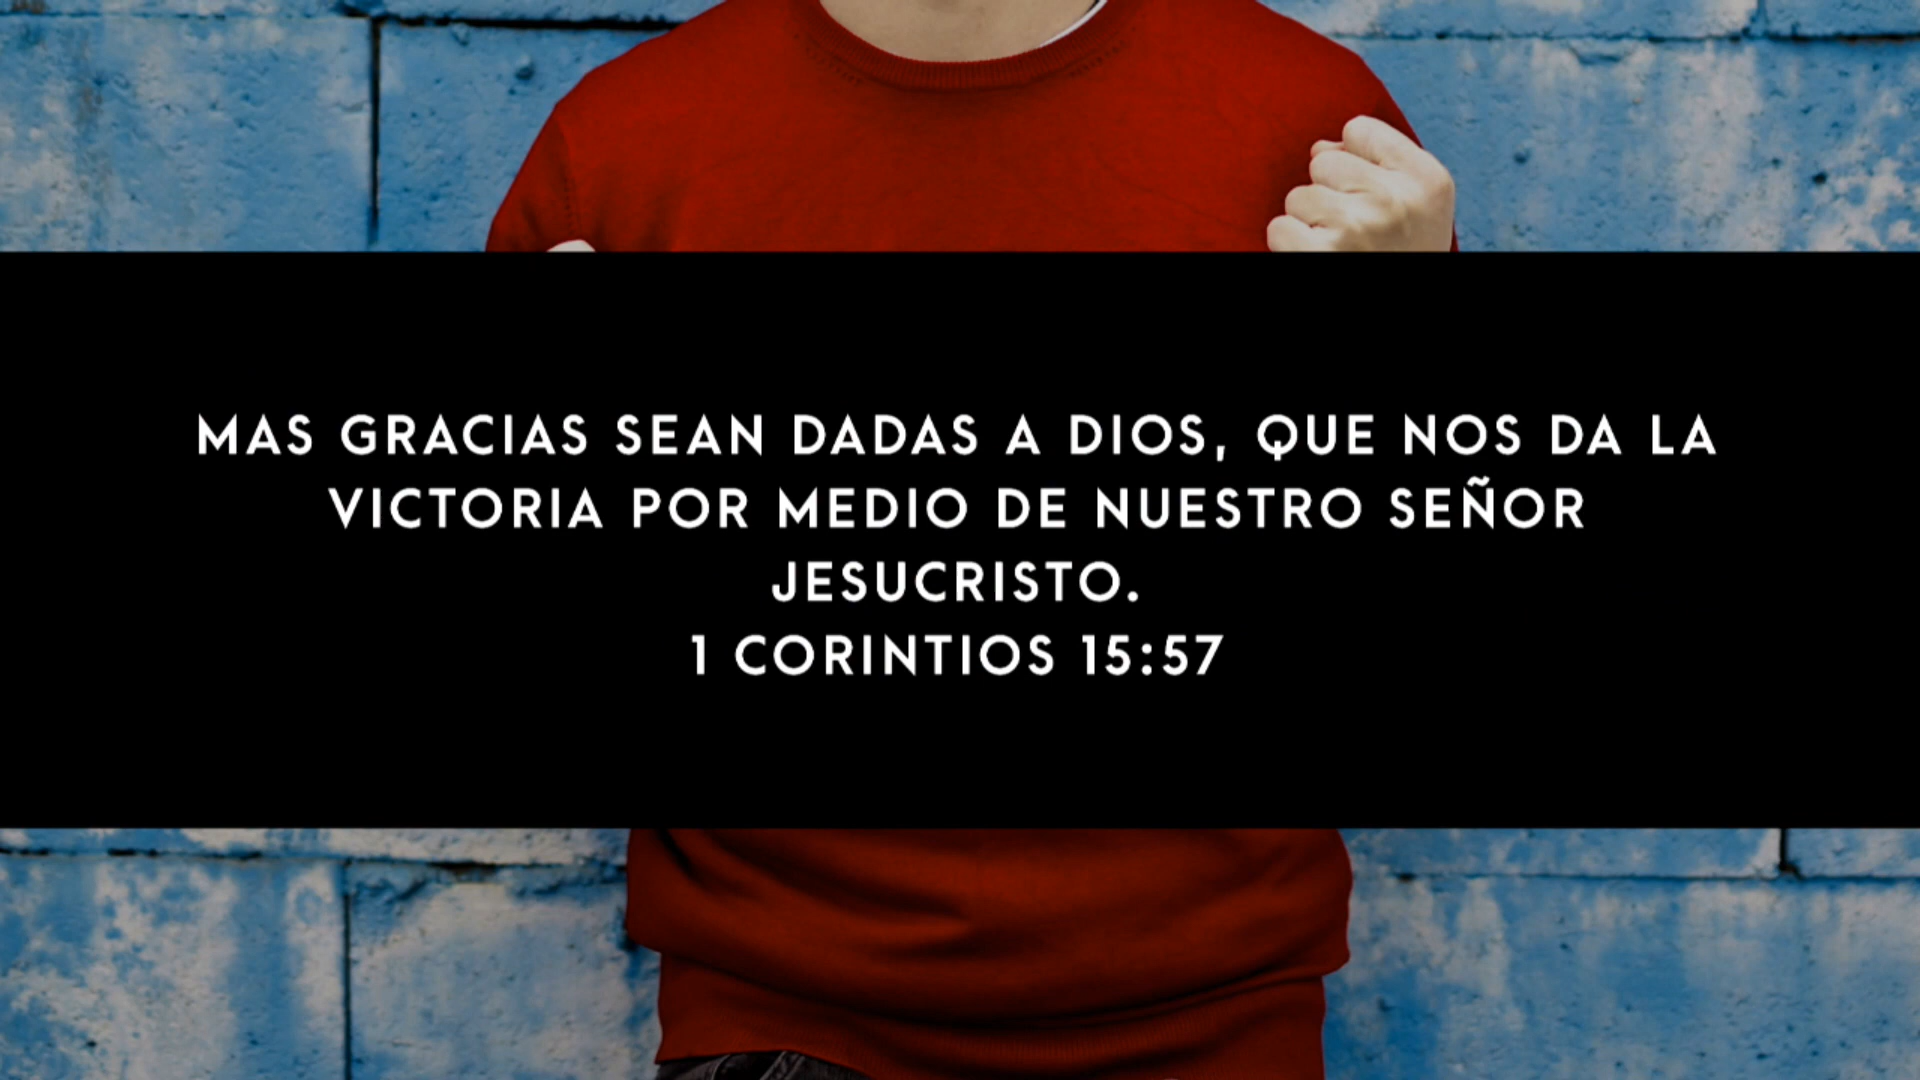 MAS GRACIAS SEAN DADAS A DIOS, QUE NOS DA LA
VICTORIA POR MEDIO DE NUESTRO SEÑOR
JESUCRISTO.
1 CORINTIOS 15:57